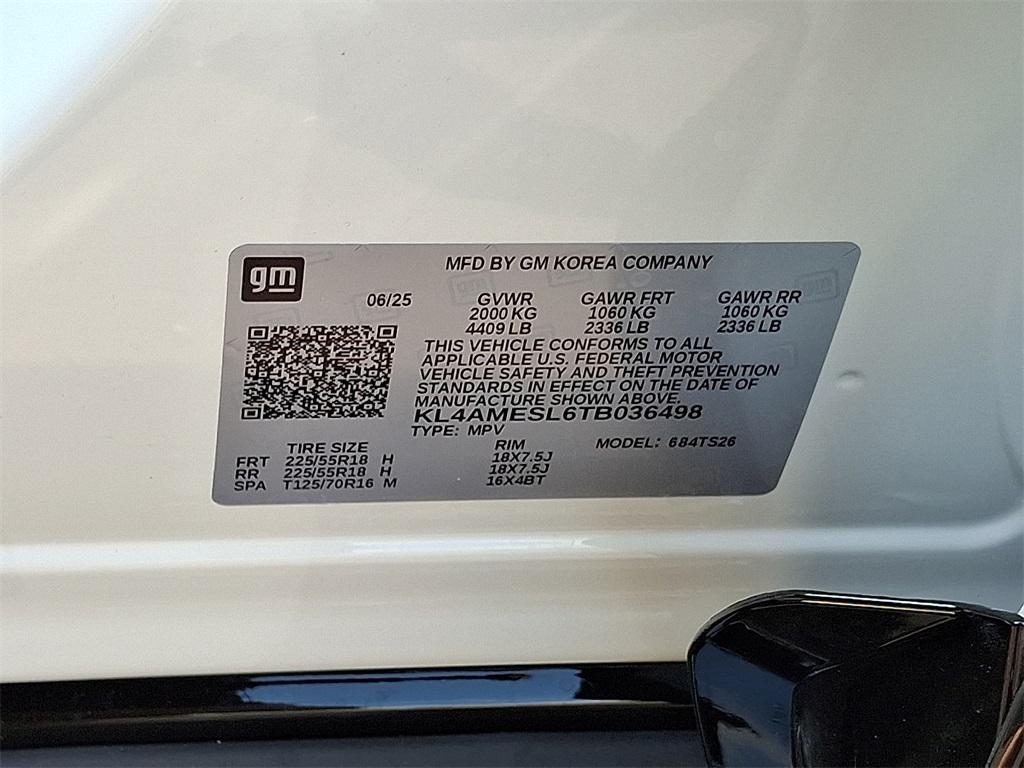 gm
MFD BY GM KOREA COMPANY
06/25 GVWR GAWR FRT GAWR RR
2000 KG 1060 KG 1060 KG
4409 LB 2336 LB 2336 LB
THIS VEHICLE CONFORMS TO ALL
APPLICABLE U.S. FEDERAL MOTOR
VEHICLE SAFETY AND THEFT PREVENTION
STANDARDS IN EFFECT ON THE DATE OF
MANUFACTURE SHOWN ABOVE.
KL4AMESL6TB036498
TYPE: MPV
TIRE SIZE RIM MODEL: 684TS26
FRT 225/55R18 H 18X7.5J
RR 225/55R18 H 18X7.5J
SPA T125/70R16 M 16X4BT